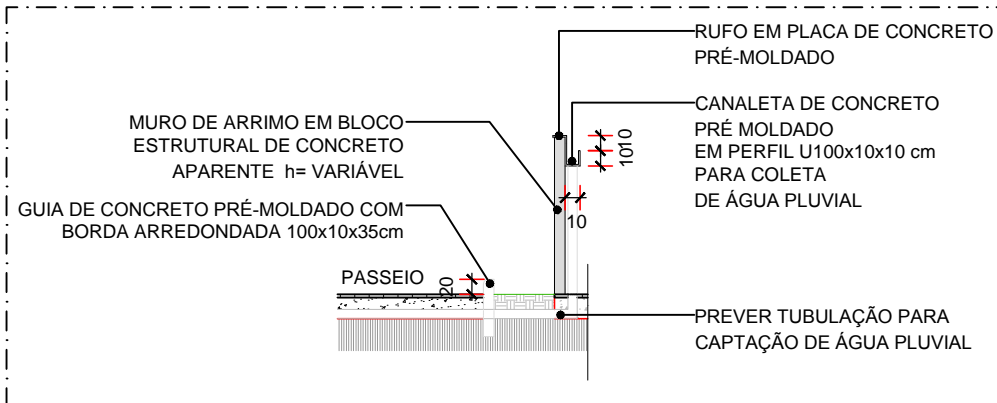 RUFO EM PLACA DE CONCRETO
PRÉ-MOLDADO
MURO DE ARRIMO EM BLOCO
ESTRUTURAL DE CONCRETO
APARENTE h= VARIÁVEL
CANALETA DE CONCRETO
PRÉ MOLDADO
EM PERFIL U100x10x10 cm
PARA COLETA
DE ÁGUA PLUVIAL
10
10
10
GUIA DE CONCRETO PRÉ-MOLDADO COM
BORDA ARREDONDADA 100x10x35cm
PASSEIO
20
PREVER TUBULAÇÃO PARA
CAPTAÇÃO DE ÁGUA PLUVIAL